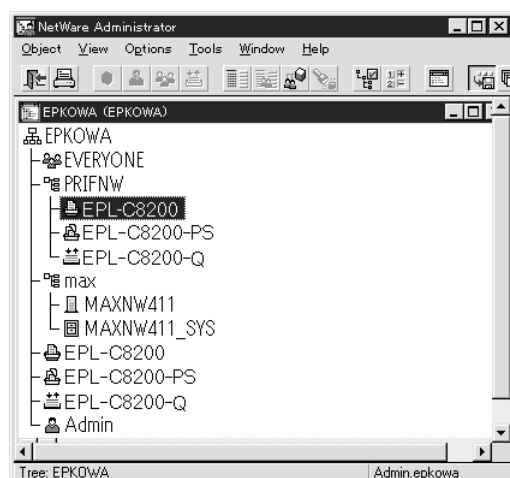 NetWare Administrator
Object View Options Tools Window Help
EPKOWA (EPKOWA)
EPKOWA
EVERYONE
PRIFNW
EPL-C8200
EPL-C8200-PS
EPL-C8200-Q
max
MAXNW411
MAXNW411_SYS
EPL-C8200
EPL-C8200-PS
EPL-C8200-Q
Admin
Tree: EPKOWA Admin.epkowa